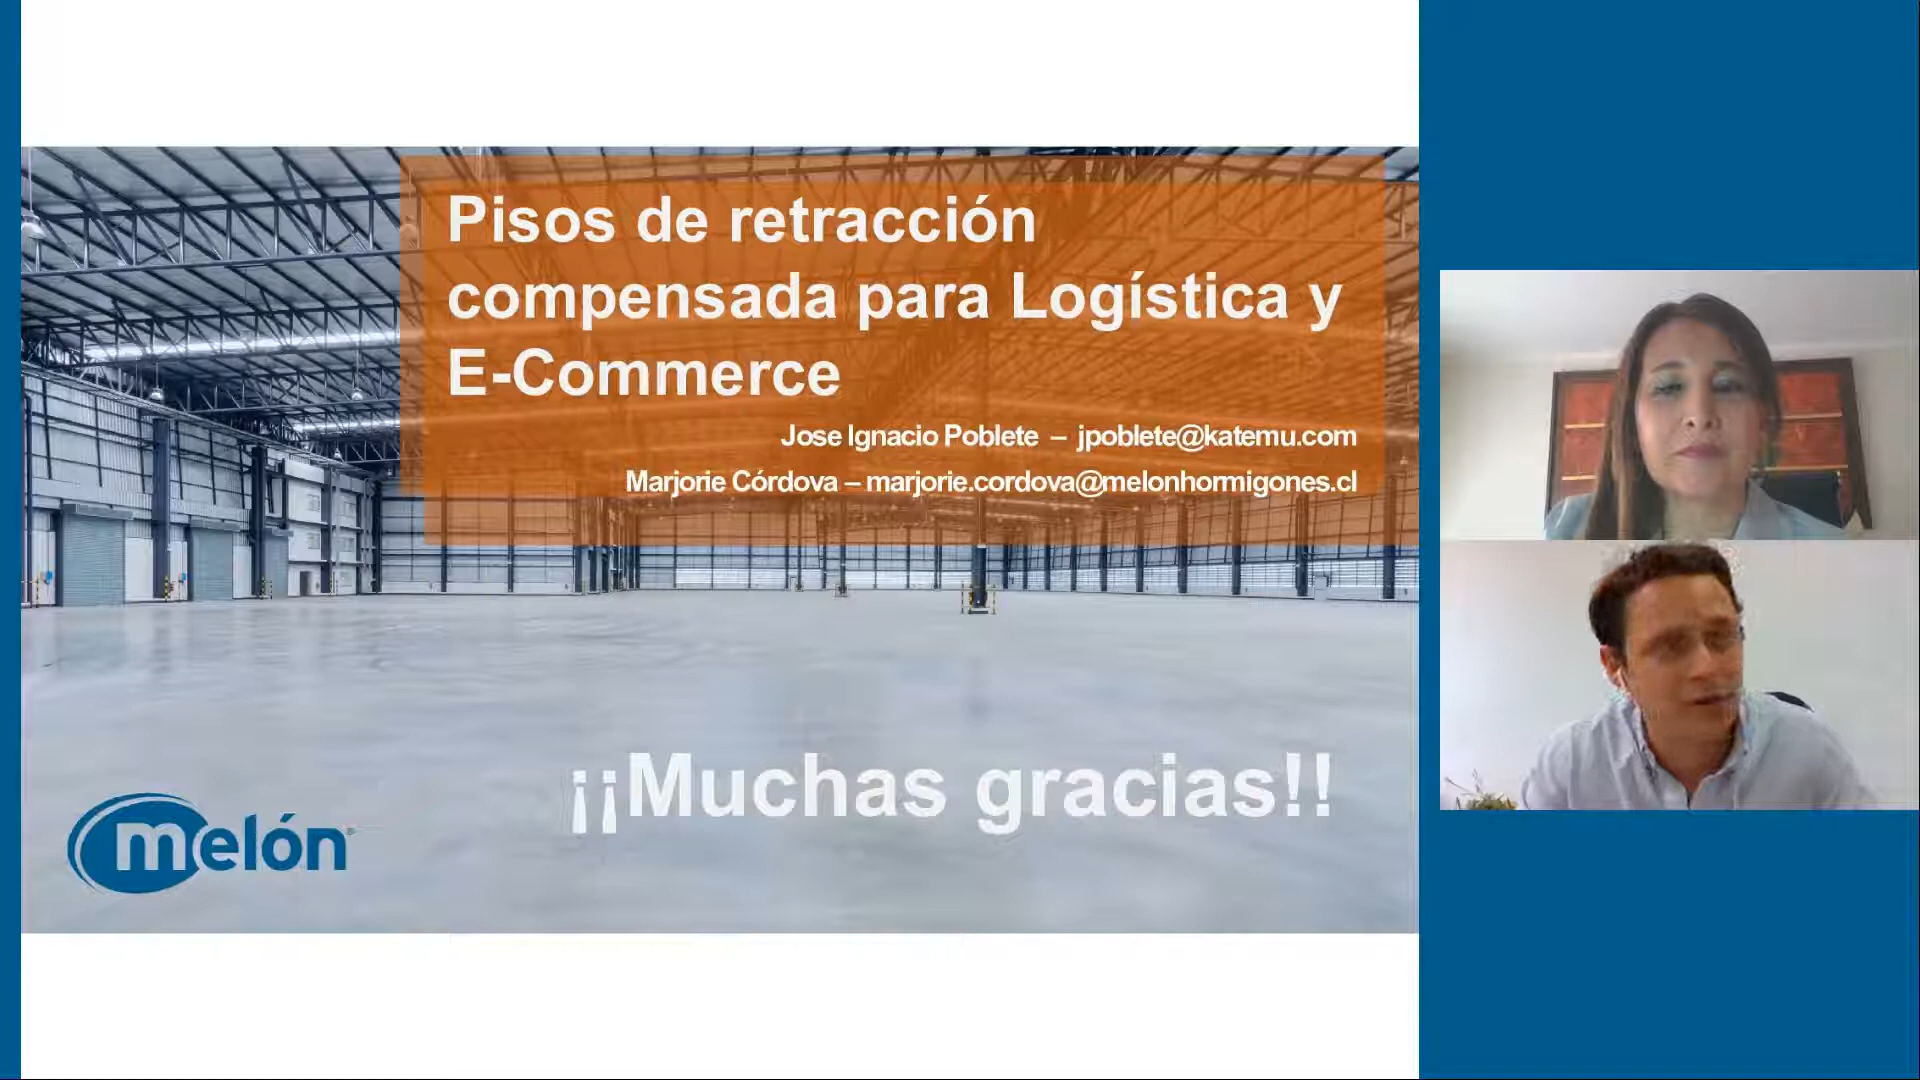 Pisos de retracción
compensada para Logística y
E-Commerce
Jose Ignacio Poblete – jpoblete@katemu.com
Marjorie Córdova – marjorie.cordova@melonhormigones.cl
¡¡Muchas gracias!!
melón